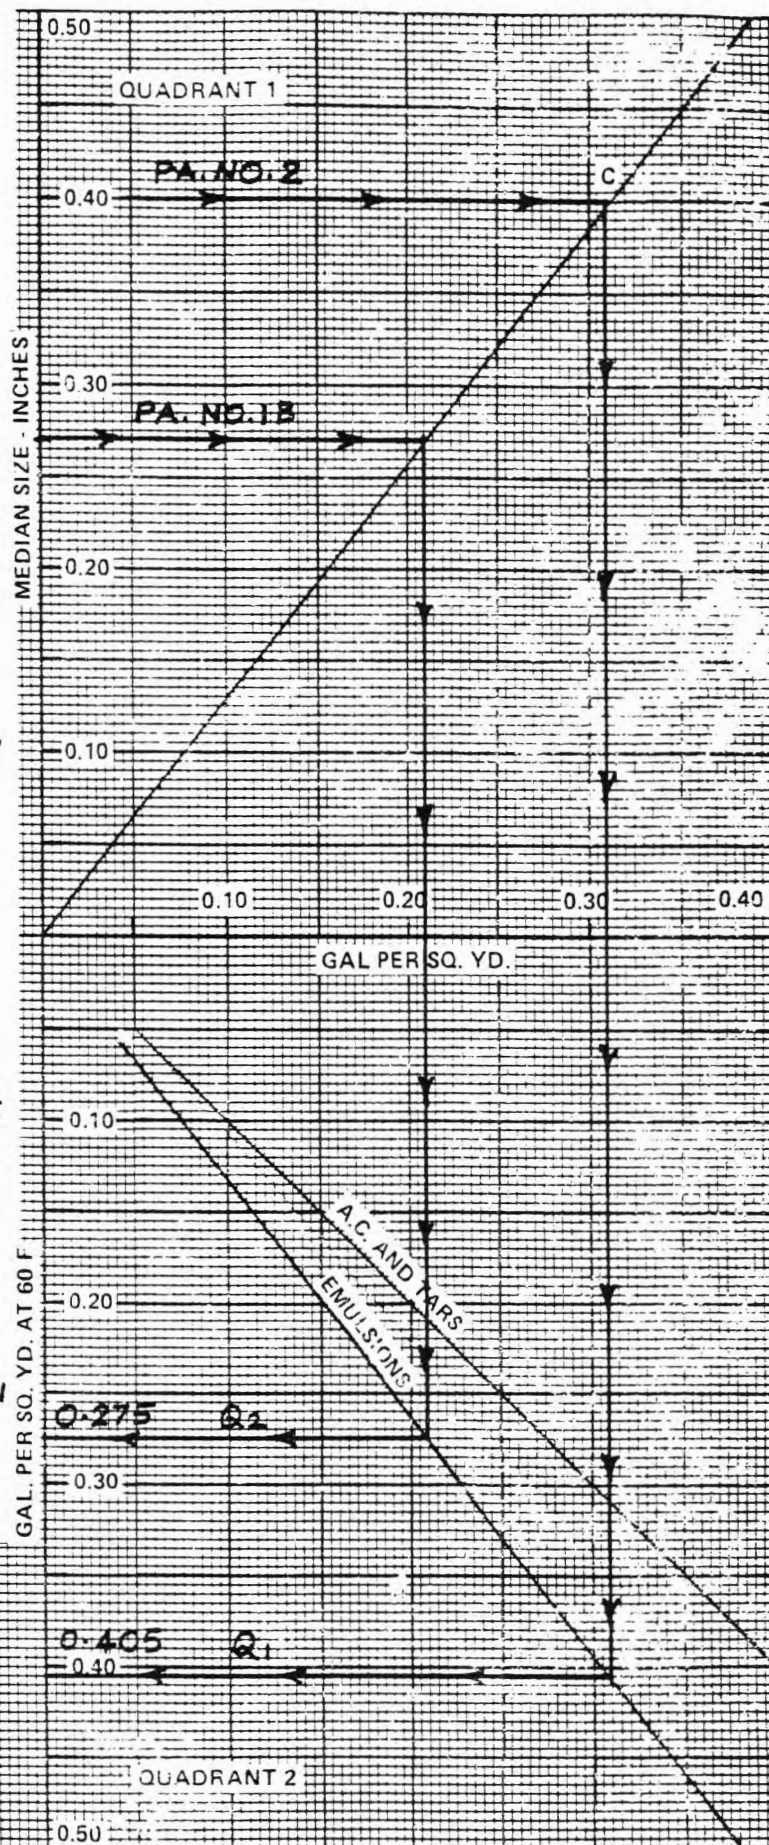 0.50
QUADRANT 1
PA. NO. 2
C
0.40
0.30
PA. NO. 1B
MEDIAN SIZE - INCHES
0.20
0.10
0.10 0.20 0.30 0.40
GAL PER SQ. YD.
0.10
A.C. AND TARS
EMULSIONS
0.20
GAL. PER SQ. YD. AT 60 F
0.275 Q2
0.30
0.405 Q1
0.40
QUADRANT 2
0.50